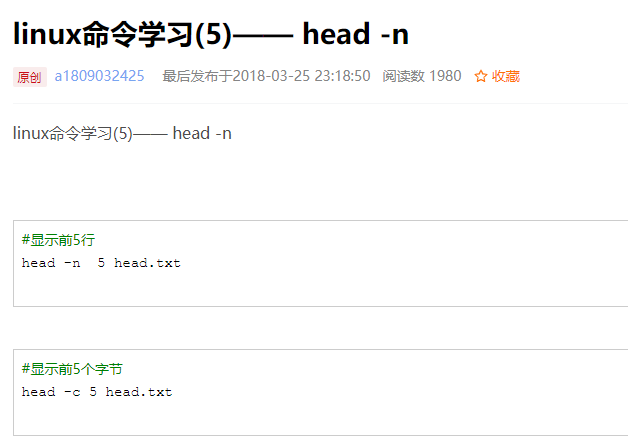 linux命令学习(5)—— head -n
原创 a1809032425 最后发布于2018-03-25 23:18:50 阅读数 1980 ☆ 收藏
linux命令学习(5)—— head -n
#显示前5行
head -n  5 head.txt
#显示前5个字节
head -c 5 head.txt